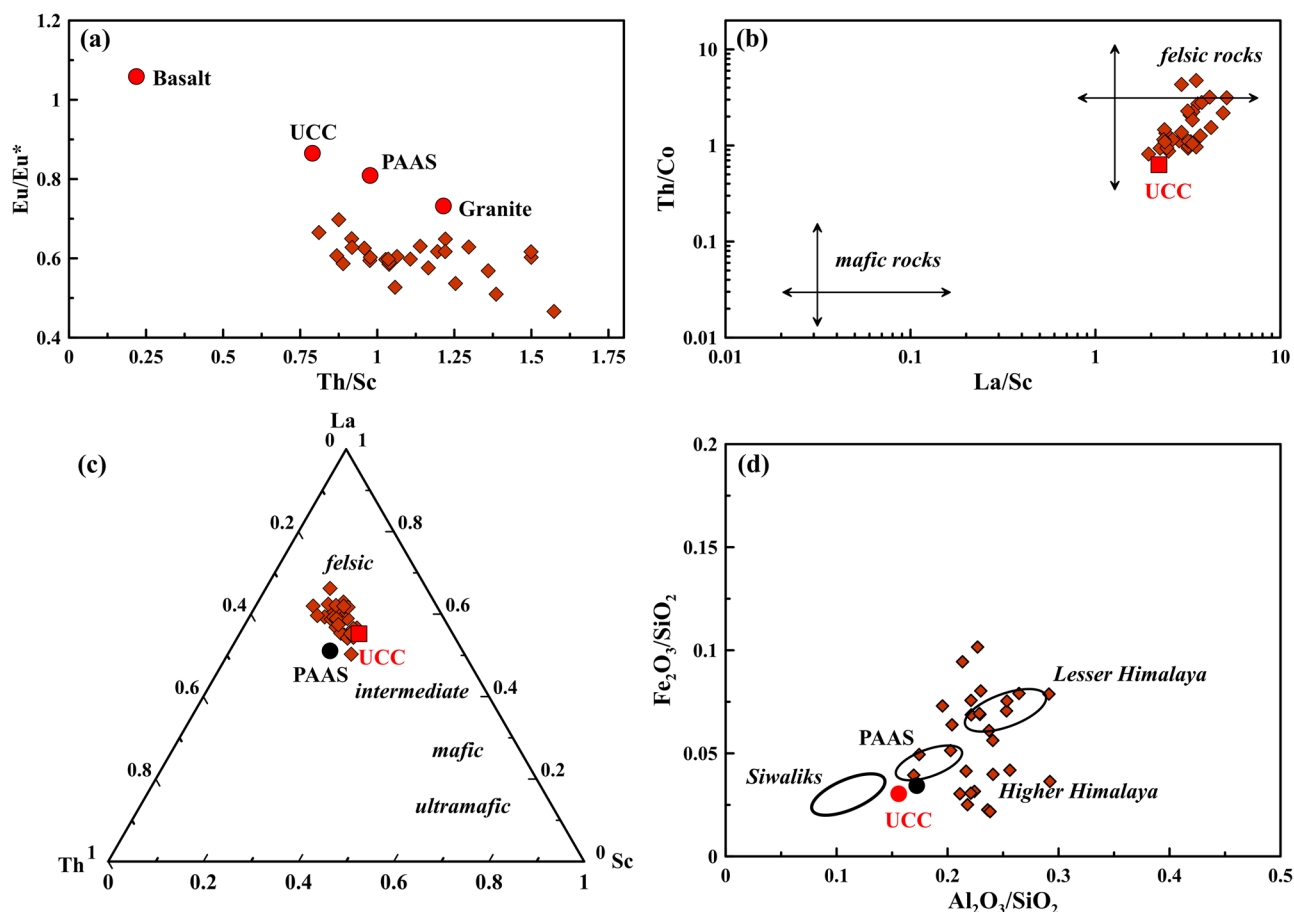 (a)
1.2
1
0.8
0.6
0.4
Eu/Eu*
Basalt
UCC
PAAS
Granite
0 0.25 0.5 0.75 1 1.25 1.5 1.75
Th/Sc
(b)
10
1
0.1
0.01
Th/Co
felsic rocks
UCC
mafic rocks
0.01 0.1 1 10
La/Sc
(c)
La
0 1
0.2 0.8
felsic
0.4 0.6
PAAS UCC
intermediate
0.6 0.4
mafic
0.8 0.2
ultramafic
Th 1 0 Sc
0 0.2 0.4 0.6 0.8 1
(d)
0.2
0.15
0.1
0.05
0
Fe₂O₃/SiO₂
Lesser Himalaya
PAAS
Siwaliks
Higher Himalaya
UCC
0 0.1 0.2 0.3 0.4 0.5
Al₂O₃/SiO₂